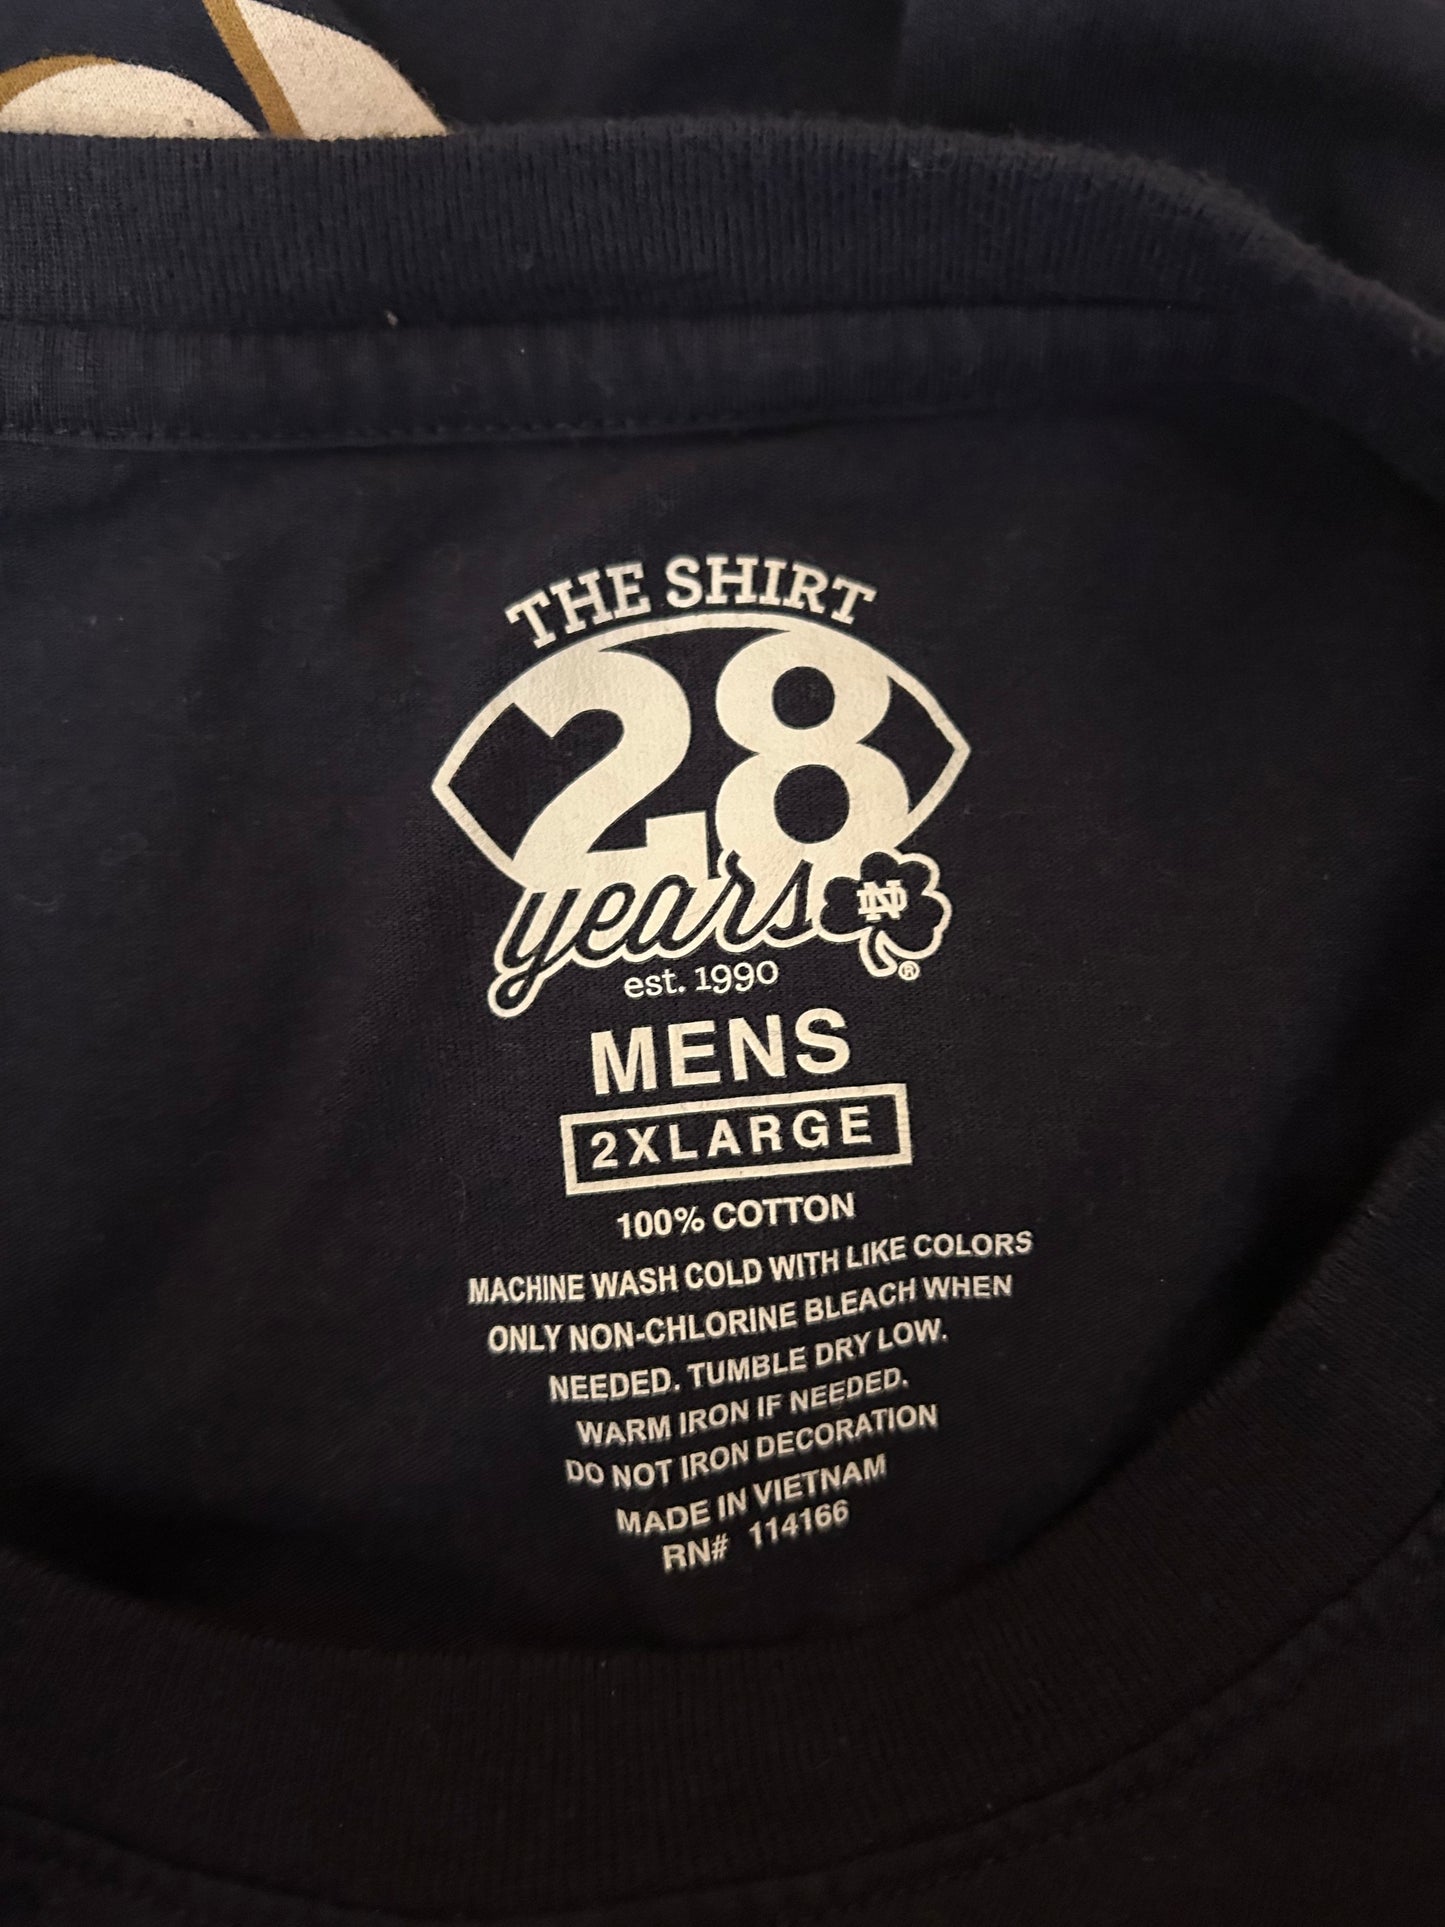 THE SHIRT
28
years
ND
®
est. 1990
MENS
2XLARGE
100% COTTON
MACHINE WASH COLD WITH LIKE COLORS
ONLY NON-CHLORINE BLEACH WHEN
NEEDED. TUMBLE DRY LOW.
WARM IRON IF NEEDED.
DO NOT IRON DECORATION
MADE IN VIETNAM
RN# 114166